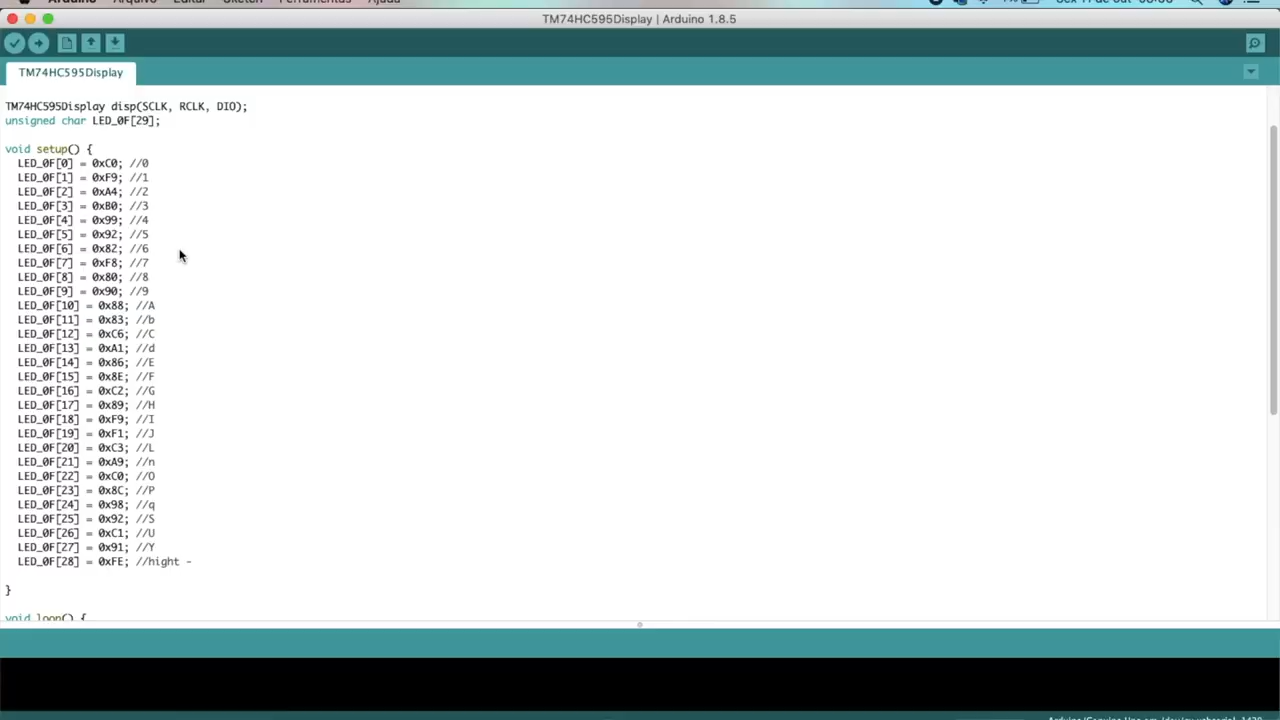 Arduino Arquivo Editar Sketch Ferramentas Ajuda
TM74HC595Display | Arduino 1.8.5
TM74HC595Display
TM74HC595Display disp(SCLK, RCLK, DIO);
unsigned char LED_0F[29];
void setup() {
LED_0F[0] = 0xC0; //0
LED_0F[1] = 0xF9; //1
LED_0F[2] = 0xA4; //2
LED_0F[3] = 0xB0; //3
LED_0F[4] = 0x99; //4
LED_0F[5] = 0x92; //5
LED_0F[6] = 0x82; //6
LED_0F[7] = 0xF8; //7
LED_0F[8] = 0x80; //8
LED_0F[9] = 0x90; //9
LED_0F[10] = 0x88; //A
LED_0F[11] = 0x83; //b
LED_0F[12] = 0xC6; //C
LED_0F[13] = 0xA1; //d
LED_0F[14] = 0x86; //E
LED_0F[15] = 0x8E; //F
LED_0F[16] = 0xC2; //G
LED_0F[17] = 0x89; //H
LED_0F[18] = 0xF9; //I
LED_0F[19] = 0xF1; //J
LED_0F[20] = 0xC3; //L
LED_0F[21] = 0xA9; //n
LED_0F[22] = 0xC0; //O
LED_0F[23] = 0x8C; //P
LED_0F[24] = 0x98; //q
LED_0F[25] = 0x92; //S
LED_0F[26] = 0xC1; //U
LED_0F[27] = 0x91; //Y
LED_0F[28] = 0xFE; //hight -
}
void loop() {